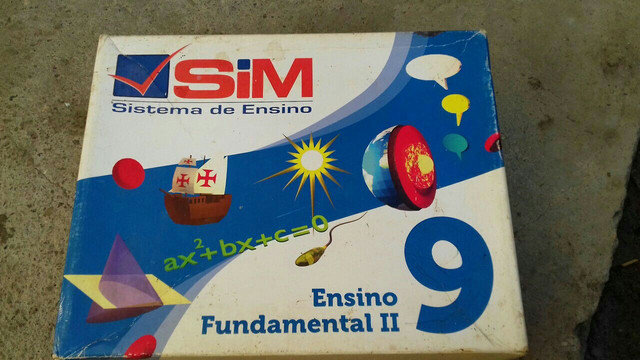 SiM
Sistema de Ensino
ax²+bx+c=0
Ensino
Fundamental II
9